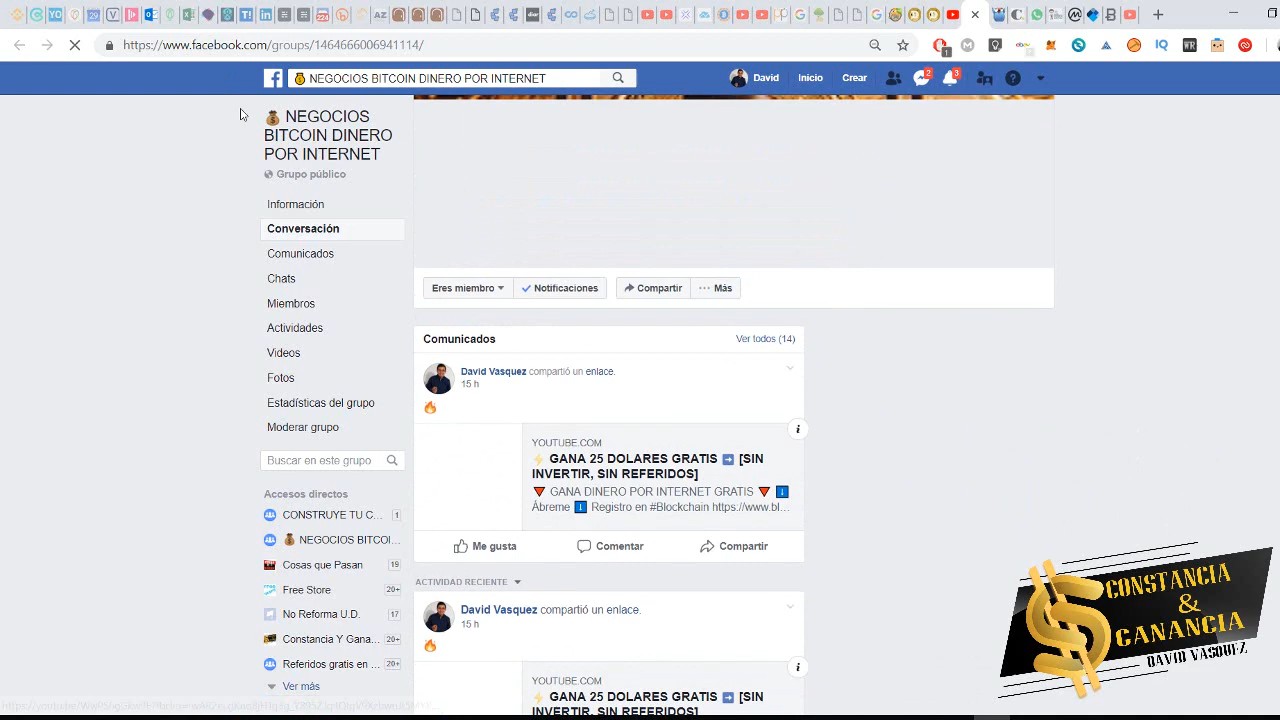 https://www.facebook.com/groups/1464666006941114/
NEGOCIOS BITCOIN DINERO POR INTERNET
David
Inicio
Crear
2
3
NEGOCIOS
BITCOIN DINERO
POR INTERNET
Grupo público
Información
Conversación
Comunicados
Chats
Miembros
Actividades
Videos
Fotos
Estadísticas del grupo
Moderar grupo
Buscar en este grupo
Accesos directos
CONSTRUYE TU C... 1
NEGOCIOS BITCOI...
Cosas que Pasan 19
Free Store 20+
No Reforma U.D. 17
Constancia Y Gana... 20+
Referidos gratis en ... 20+
Ver más
Eres miembro
Notificaciones
Compartir
Más
Comunicados
Ver todos (14)
David Vasquez compartió un enlace.
15 h
YOUTUBE.COM
GANA 25 DOLARES GRATIS ➡ [SIN
INVERTIR, SIN REFERIDOS]
GANA DINERO POR INTERNET GRATIS
Ábreme Registro en #Blockchain https://www.bl...
Me gusta
Comentar
Compartir
ACTIVIDAD RECIENTE
David Vasquez compartió un enlace.
15 h
YOUTUBE.COM
GANA 25 DOLARES GRATIS ➡ [SIN
INVERTIR, SIN REFERIDOS]
CONSTANCIA
&
GANANCIA
DAVID VASQUEZ